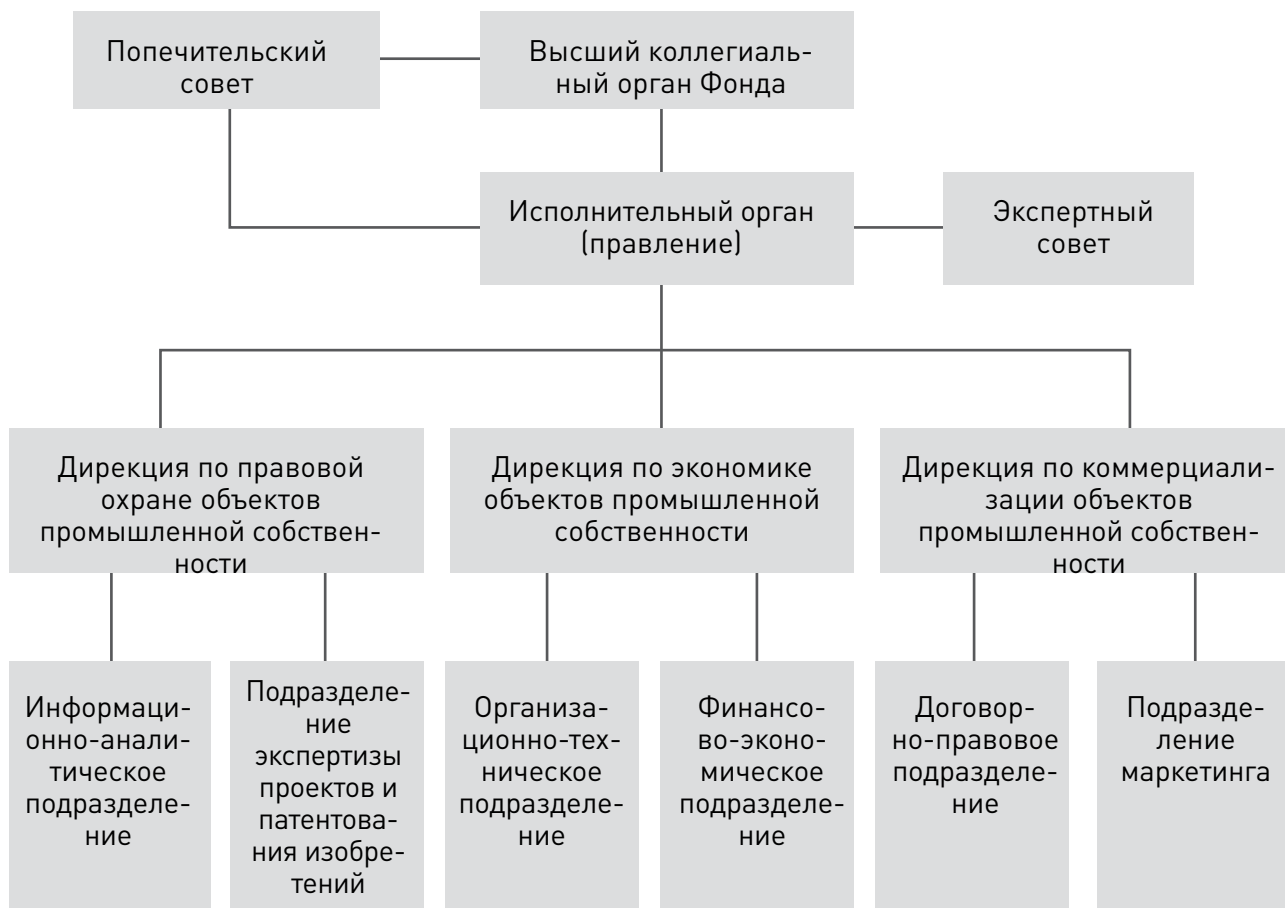 Попечительский
совет
Высший коллегиаль-
ный орган Фонда
Исполнительный орган
(правление)
Экспертный
совет
Дирекция по правовой
охране объектов
промышленной собствен-
ности
Дирекция по экономике
объектов промышленной
собственности
Дирекция по коммерциали-
зации объектов
промышленной собствен-
ности
Информаци-
онно-анали-
тическое
подразделе-
ние
Подразделе-
ние
экспертизы
проектов и
патентова-
ния изобре-
тений
Организа-
ционно-тех-
ническое
подразделе-
ние
Финансо-
во-эконо-
мическое
подразделе-
ние
Договор-
но-правовое
подразделе-
ние
Подразде-
ление
маркетинга